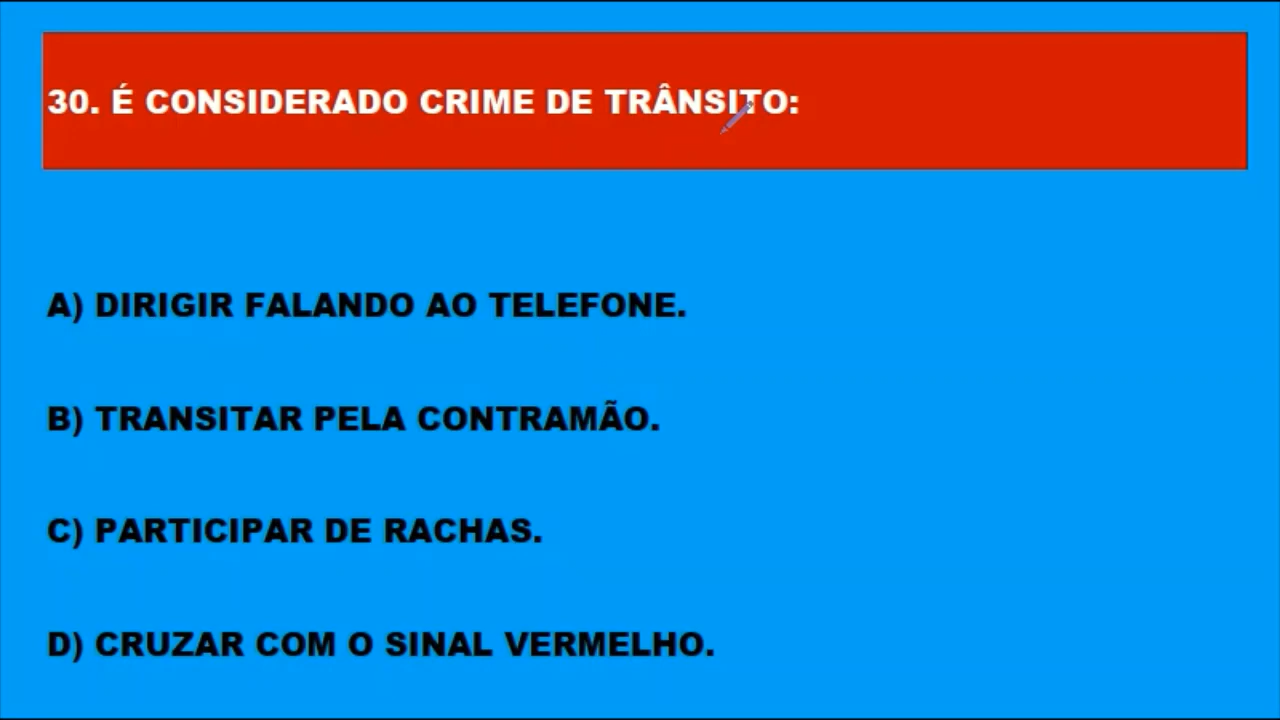 30. É CONSIDERADO CRIME DE TRÂNSITO:
A) DIRIGIR FALANDO AO TELEFONE.
B) TRANSITAR PELA CONTRAMÃO.
C) PARTICIPAR DE RACHAS.
D) CRUZAR COM O SINAL VERMELHO.